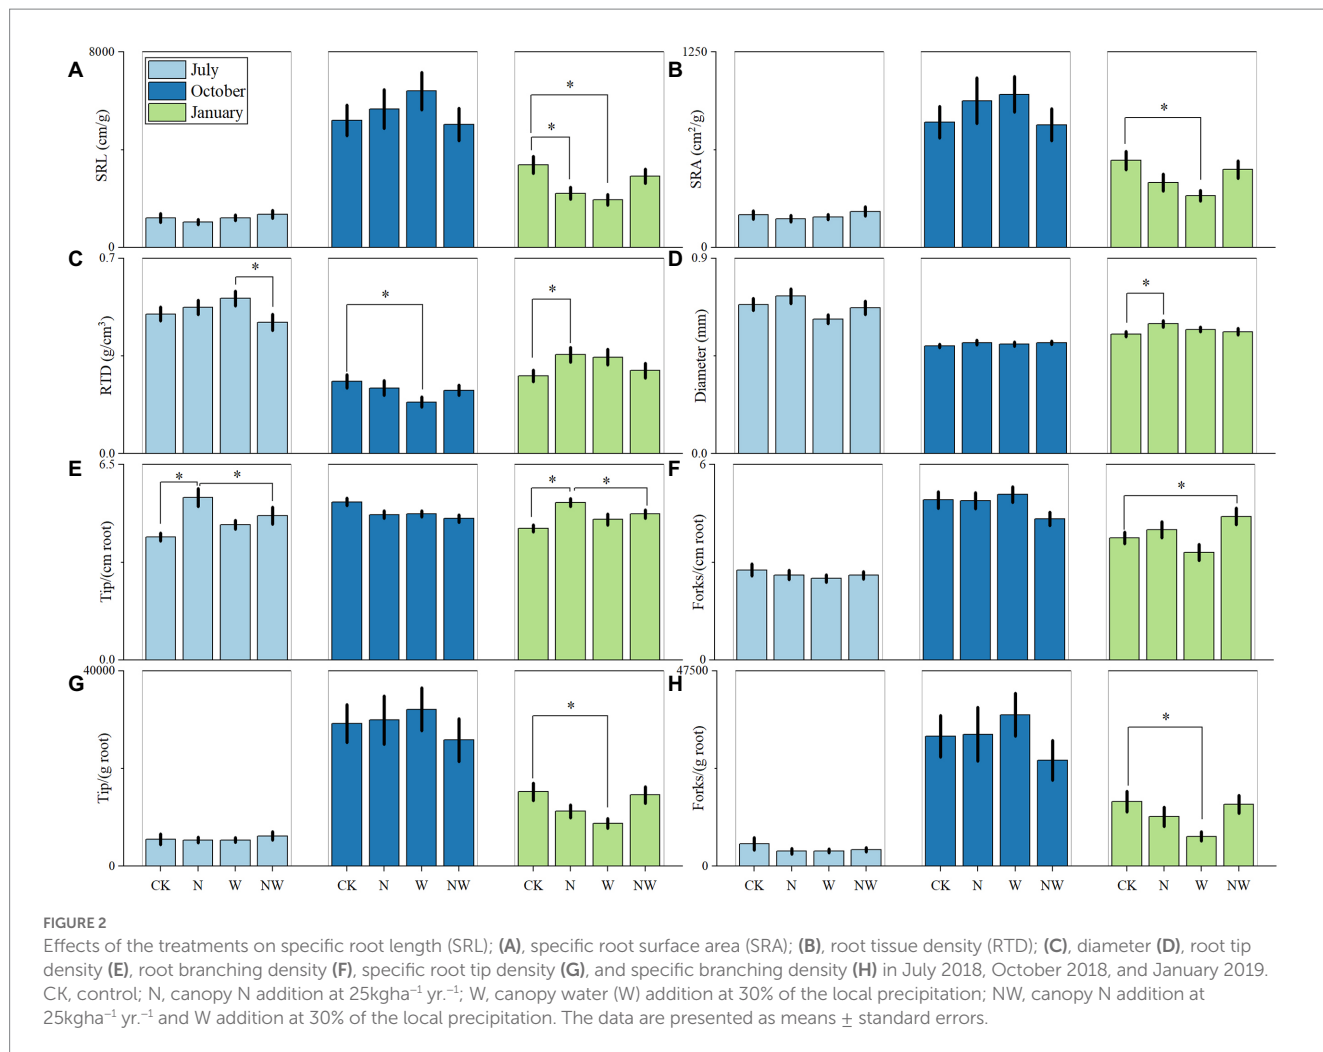 A
8000
SRL (cm/g)
0
July
October
January
*
*
B
1250
SRA (cm²/g)
0
*
C
0.7
RTD (g/cm³)
0.0
*
*
*
D
0.9
Diameter (mm)
0.0
*
E
6.5
Tip/(cm root)
0.0
*
*
*
*
F
6
Forks/(cm root)
0
*
G
40000
Tip/(g root)
0
*
H
47500
Forks/(g root)
0
*
CK N W NW CK N W NW CK N W NW CK N W NW CK N W NW CK N W NW
FIGURE 2
Effects of the treatments on specific root length (SRL); (A), specific root surface area (SRA); (B), root tissue density (RTD); (C), diameter (D), root tip
density (E), root branching density (F), specific root tip density (G), and specific branching density (H) in July 2018, October 2018, and January 2019.
CK, control; N, canopy N addition at 25kgha⁻¹ yr.⁻¹; W, canopy water (W) addition at 30% of the local precipitation; NW, canopy N addition at
25kgha⁻¹ yr.⁻¹ and W addition at 30% of the local precipitation. The data are presented as means ± standard errors.